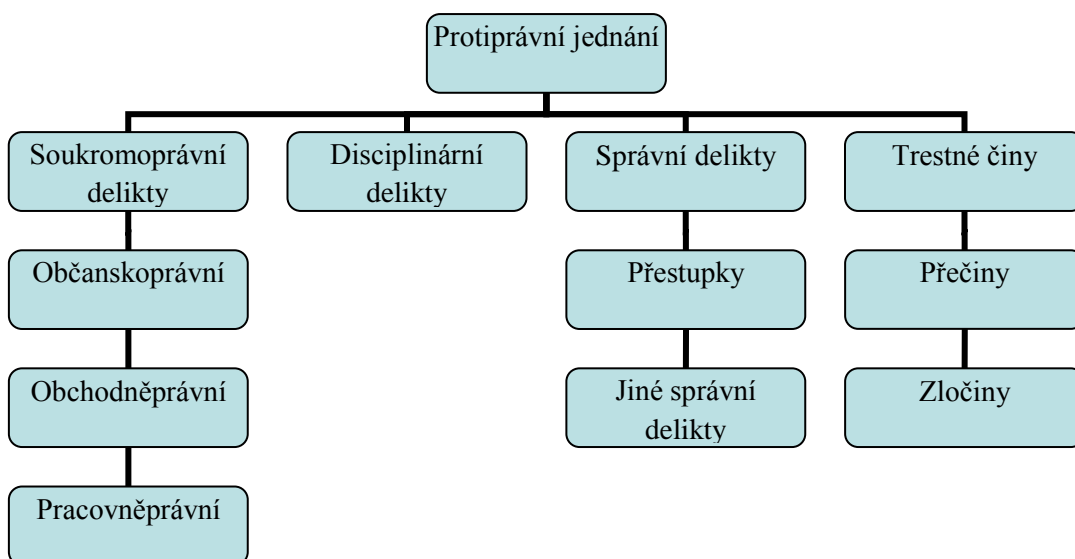 Protiprávní jednání
Soukromoprávní
delikty
Disciplinární
delikty
Správní delikty
Trestné činy
Občanskoprávní
Přestupky
Přečiny
Obchodněprávní
Jiné správní
delikty
Zločiny
Pracovněprávní